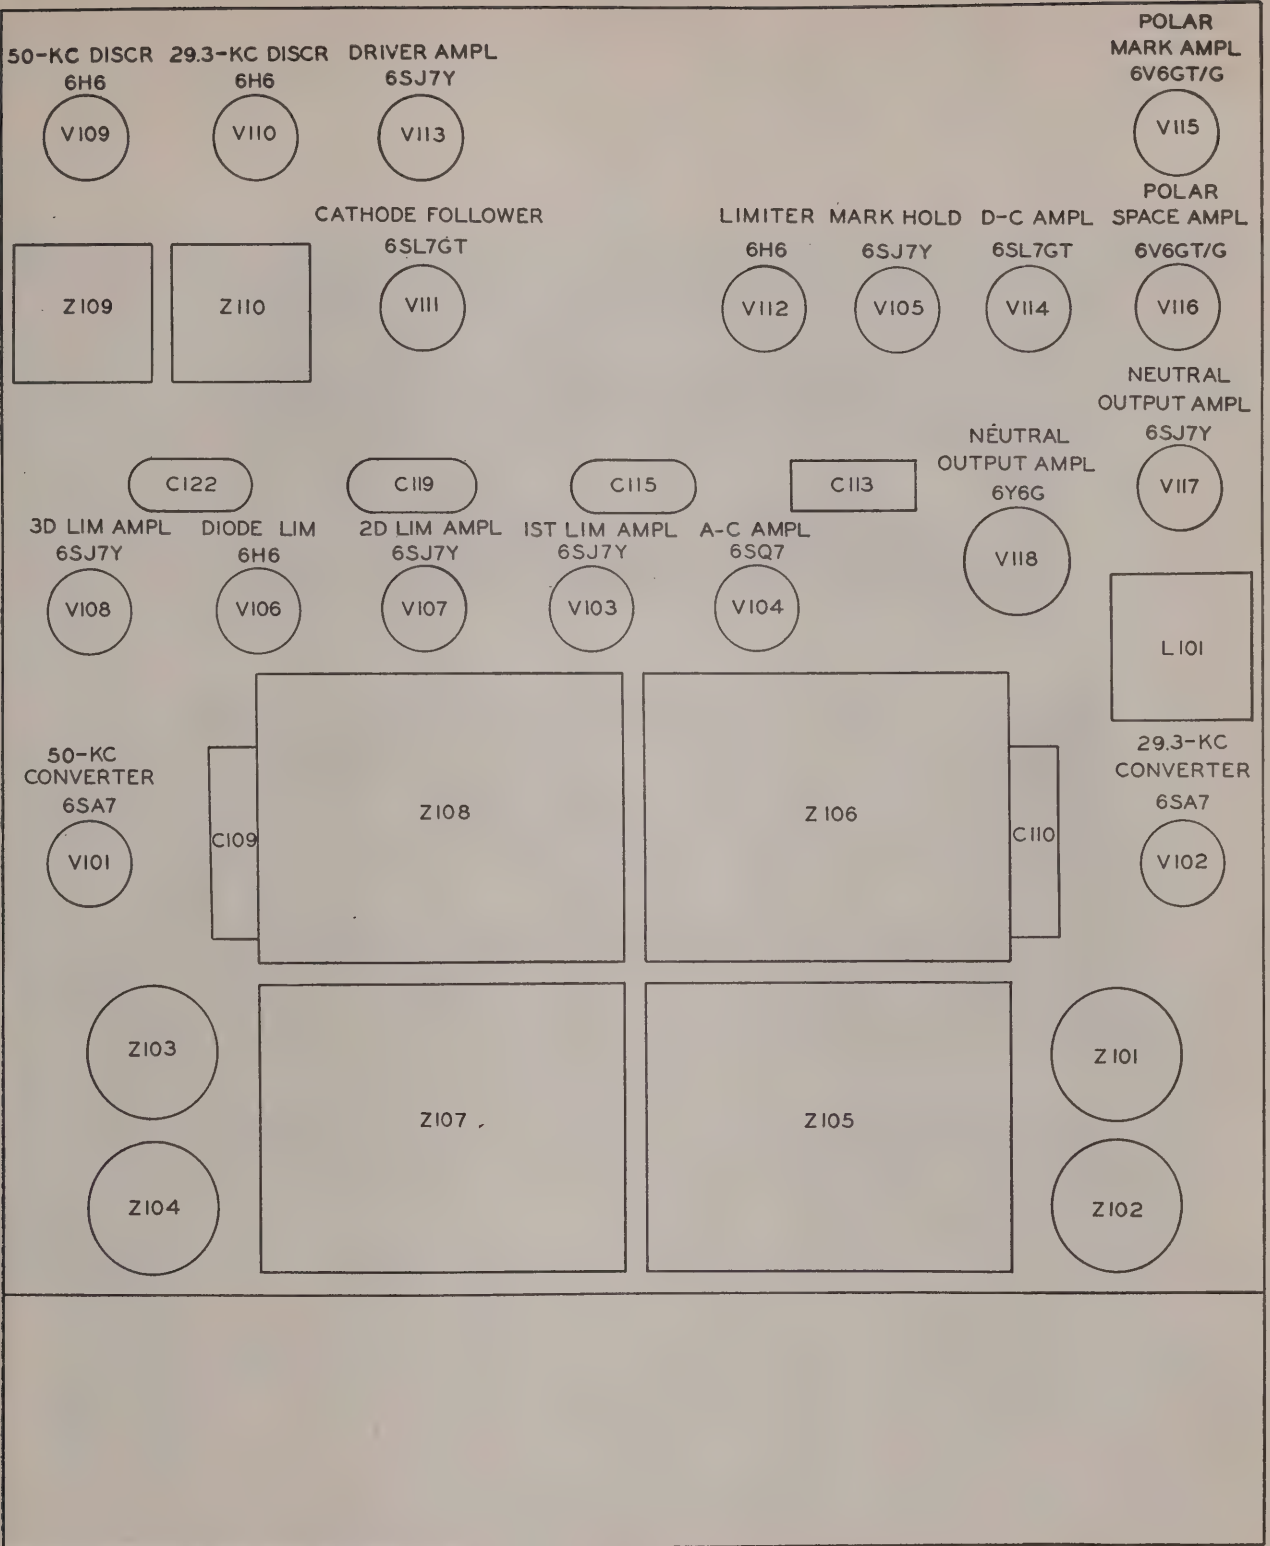 50-KC DISCR
6H6
V109
29.3-KC DISCR
6H6
V110
DRIVER AMPL
6SJ7Y
V113
POLAR
MARK AMPL
6V6GT/G
V115
Z109
Z110
CATHODE FOLLOWER
6SL7GT
V111
LIMITER
6H6
V112
MARK HOLD
6SJ7Y
V105
D-C AMPL
6SL7GT
V114
POLAR
SPACE AMPL
6V6GT/G
V116
NEUTRAL
OUTPUT AMPL
6SJ7Y
V117
C122
C119
C115
C113
NEUTRAL
OUTPUT AMPL
6Y6G
V118
3D LIM AMPL
6SJ7Y
V108
DIODE LIM
6H6
V106
2D LIM AMPL
6SJ7Y
V107
1ST LIM AMPL
6SJ7Y
V103
A-C AMPL
6SQ7
V104
L101
50-KC
CONVERTER
6SA7
V101
C109
Z108
Z106
C110
29.3-KC
CONVERTER
6SA7
V102
Z103
Z107
Z105
Z101
Z104
Z102